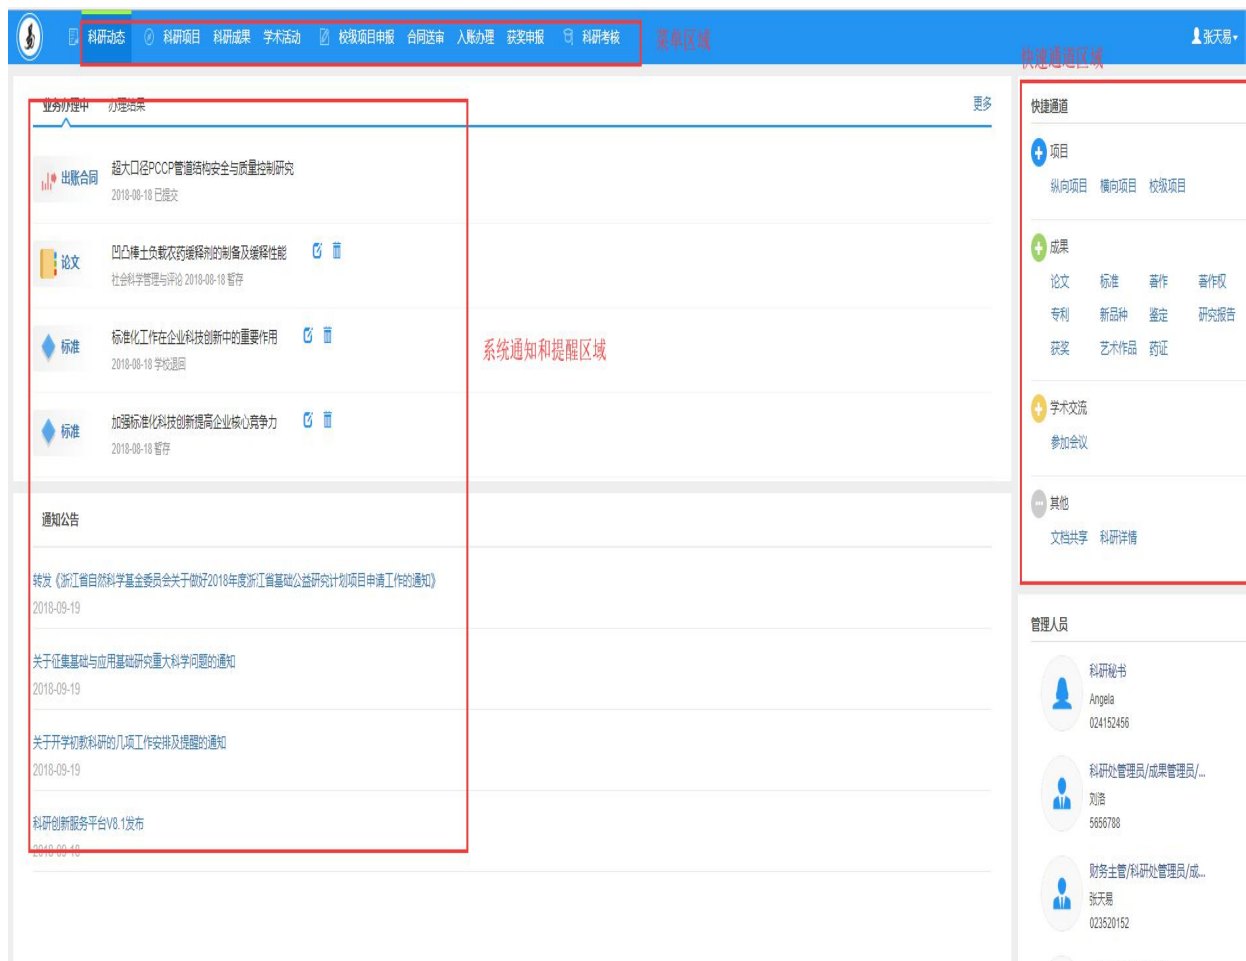 科研动态 科研项目 科研成果 学术活动 校级项目申报 合同送审 入账办理 获奖申报 科研考核 菜单区域 张天易
快速通道区域
业务办理中 办理结果 更多
出账合同 超大口径PCCP管道结构安全与质量控制研究
2018-08-18 已提交
论文 凹凸棒土负载农药缓释剂的制备及缓释性能
社会科学管理与评论 2018-08-18 暂存
标准 标准化工作在企业科技创新中的重要作用
2018-08-18 学校退回
系统通知和提醒区域
标准 加强标准化科技创新提高企业核心竞争力
2018-08-18 暂存
通知公告
转发《浙江省自然科学基金委员会关于做好2018年度浙江省基础公益研究计划项目申请工作的通知》
2018-09-19
关于征集基础与应用基础研究重大科学问题的通知
2018-09-19
关于开学初教科研的几项工作安排及提醒的通知
2018-09-19
科研创新服务平台V8.1发布
2018-09-18
快捷通道
项目
纵向项目 横向项目 校级项目
成果
论文 标准 著作 著作权
专利 新品种 鉴定 研究报告
获奖 艺术作品 药证
学术交流
参加会议
其他
文档共享 科研详情
管理人员
科研秘书
Angela
024152456
科研处管理员/成果管理员/...
刘洛
5656788
财务主管/科研处管理员/成...
张天易
023520152